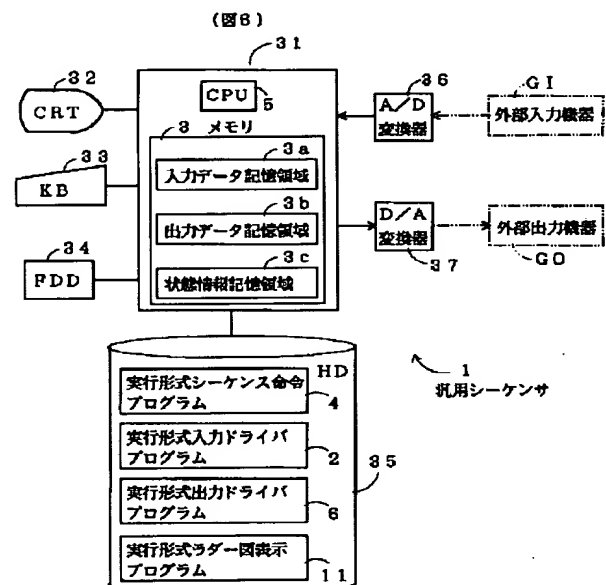 (図6)
31
32
CRT
CPU
5
36
A/D
変換器
GI
外部入力機器
3 メモリ
3a
入力データ記憶領域
33
KB
3b
出力データ記憶領域
D/A
変換器
37
外部出力機器
GO
34
FDD
3c
状態情報記憶領域
HD
実行形式シーケンス命令
プログラム
4
1
汎用シーケンサ
実行形式入力ドライバ
プログラム
2
35
実行形式出力ドライバ
プログラム
6
実行形式ラダー図表示
プログラム
11